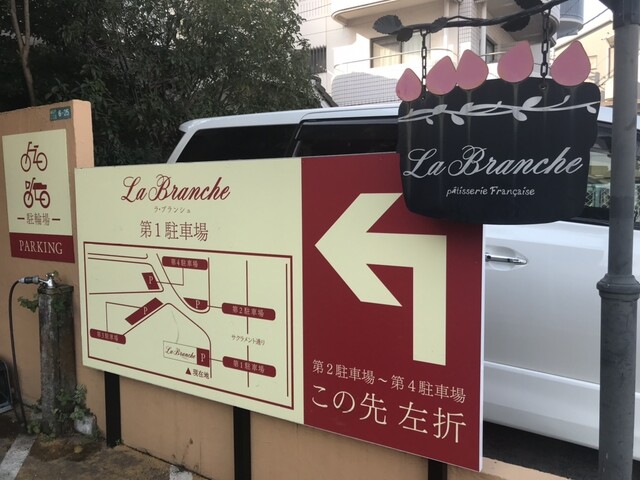 駐輪場
PARKING
La Branche
ラ・ブランシュ
第1駐車場
第4駐車場
P
P
P
第2駐車場
第3駐車場
サクラメント通り
La Branche
P
第1駐車場
▲現在地
第2駐車場〜第4駐車場
この先 左折
La Branche
pâtisserie Française